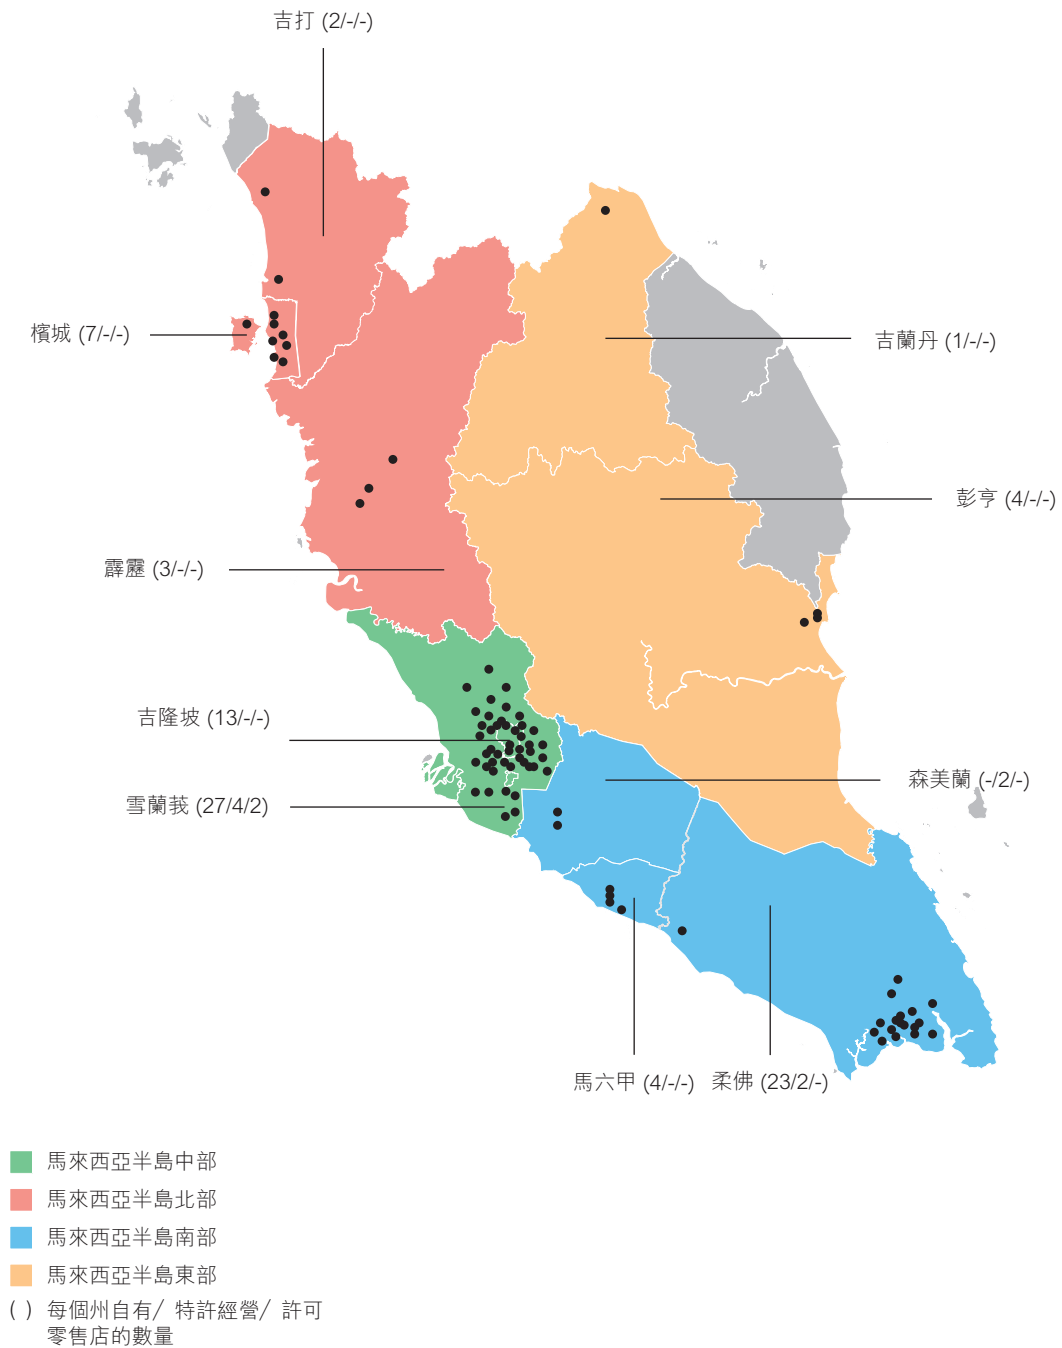 吉打 (2/-/-)
檳城 (7/-/-)
吉蘭丹 (1/-/-)
彭亨 (4/-/-)
霹靂 (3/-/-)
吉隆坡 (13/-/-)
森美蘭 (-/2/-)
雪蘭莪 (27/4/2)
馬六甲 (4/-/-)
柔佛 (23/2/-)
馬來西亞半島中部
馬來西亞半島北部
馬來西亞半島南部
馬來西亞半島東部
( ) 每個州自有/ 特許經營/ 許可
零售店的數量